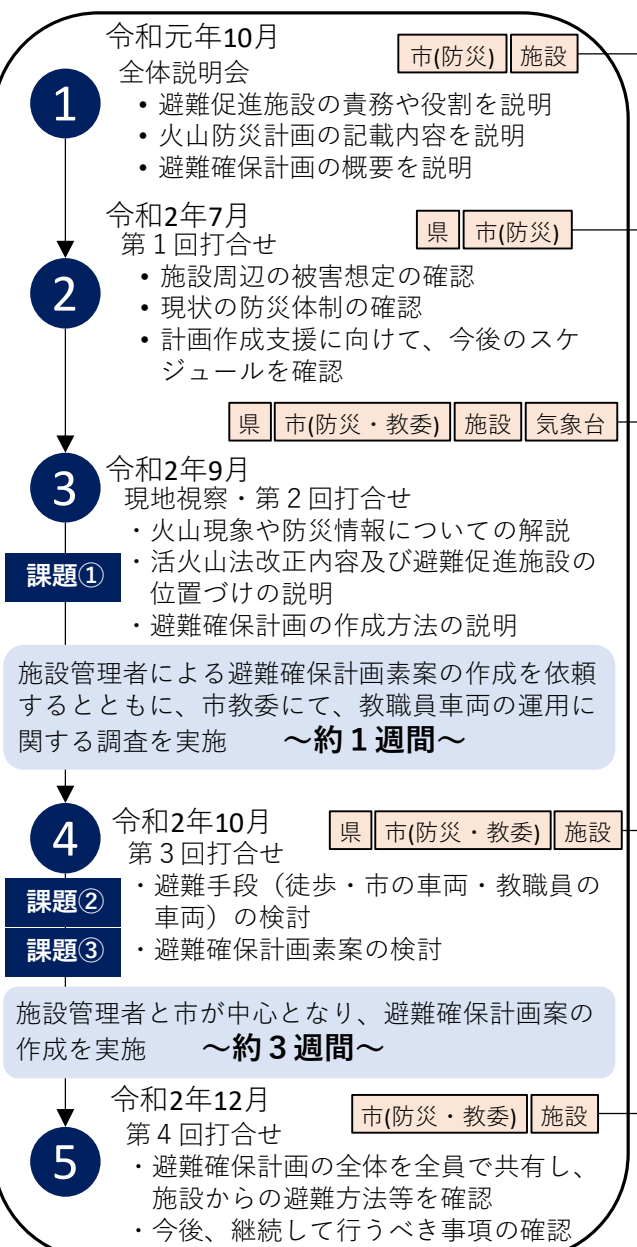 令和元年10月
市(防災) 施設
全体説明会
1
• 避難促進施設の責務や役割を説明
• 火山防災計画の記載内容を説明
• 避難確保計画の概要を説明
令和2年7月
県 市(防災)
第１回打合せ
2
• 施設周辺の被害想定の確認
• 現状の防災体制の確認
• 計画作成支援に向けて、今後のスケ
ジュールを確認
県 市(防災・教委) 施設 気象台
3
令和2年9月
現地視察・第２回打合せ
・火山現象や防災情報についての解説
課題①
・活火山法改正内容及び避難促進施設の
位置づけの説明
・避難確保計画の作成方法の説明
施設管理者による避難確保計画素案の作成を依頼
するとともに、市教委にて、教職員車両の運用に
関する調査を実施 ～約１週間～
4
令和2年10月
県 市(防災・教委) 施設
第３回打合せ
課題②
・避難手段（徒歩・市の車両・教職員の
車両）の検討
課題③
・避難確保計画素案の検討
施設管理者と市が中心となり、避難確保計画案の
作成を実施 ～約３週間～
令和2年12月
市(防災・教委) 施設
第４回打合せ
5
・避難確保計画の全体を全員で共有し、
施設からの避難方法等を確認
・今後、継続して行うべき事項の確認